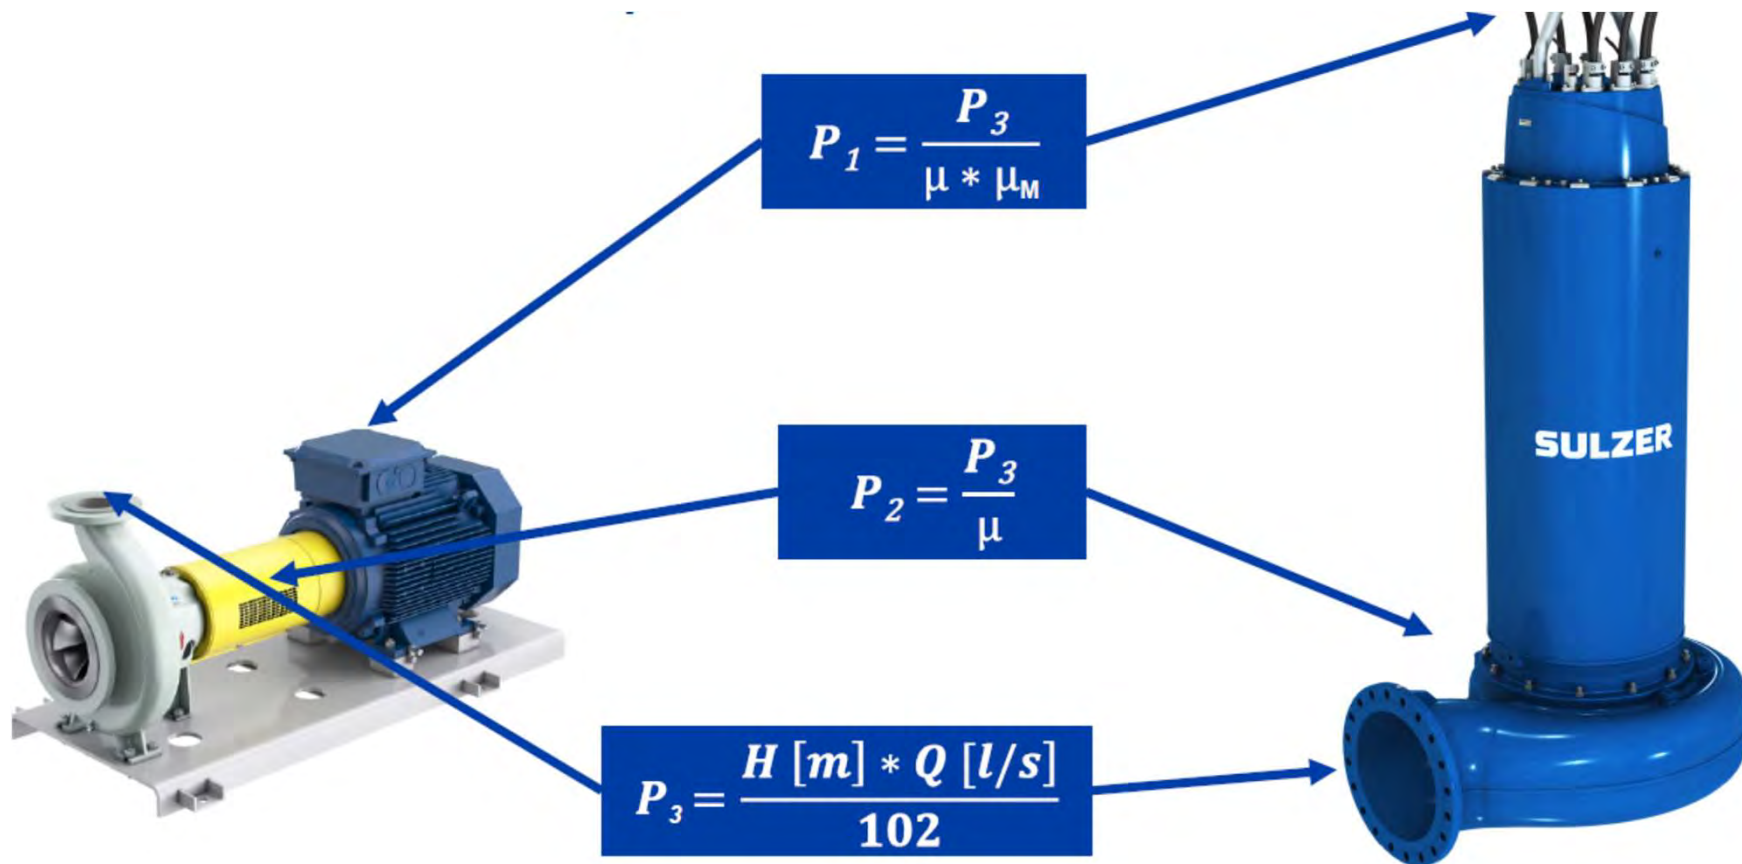 P₁ = P₃ / (μ * μM)
SULZER
P₂ = P₃ / μ
P₃ = H [m] * Q [l/s] / 102